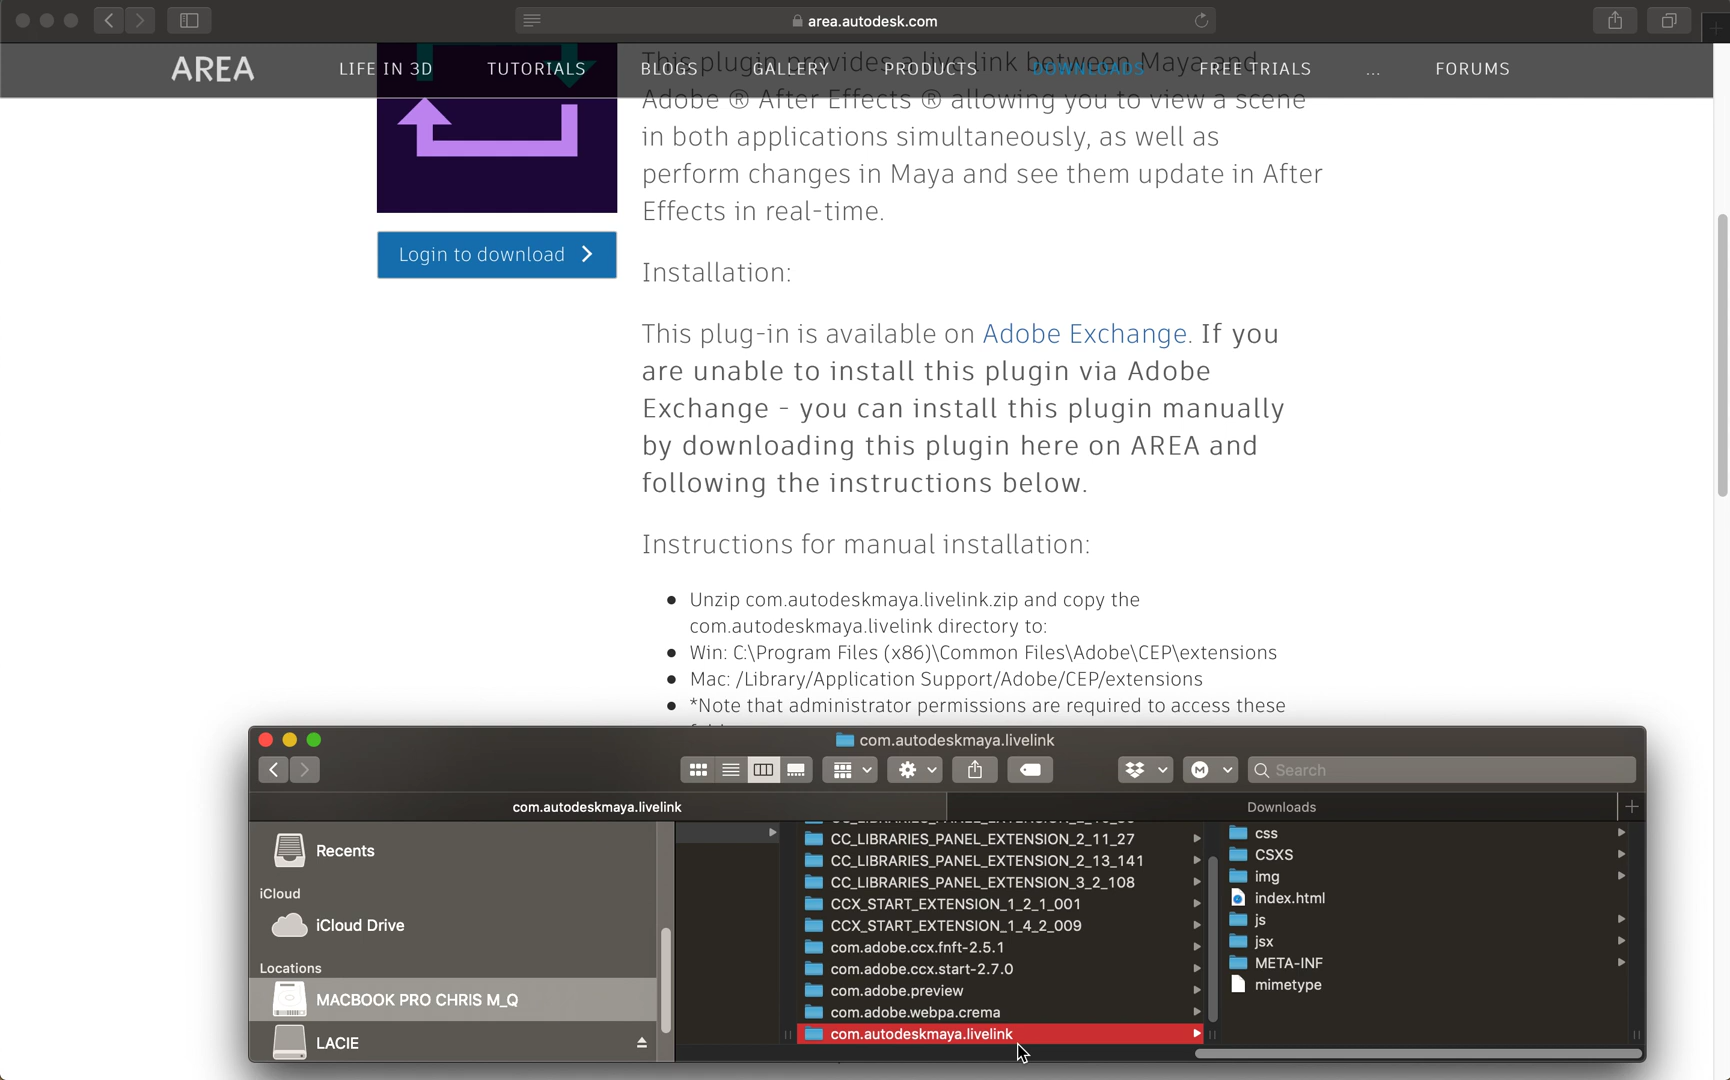 area.autodesk.com
AREA
LIFE IN 3D
TUTORIALS
BLOGS
GALLERY
PRODUCTS
DOWNLOADS
FREE TRIALS
...
FORUMS
This plugin provides a live link between Maya and
Adobe ® After Effects ® allowing you to view a scene
in both applications simultaneously, as well as
perform changes in Maya and see them update in After
Effects in real-time.
Login to download
Installation:
This plug-in is available on Adobe Exchange. If you
are unable to install this plugin via Adobe
Exchange - you can install this plugin manually
by downloading this plugin here on AREA and
following the instructions below.
Instructions for manual installation:
Unzip com.autodeskmaya.livelink.zip and copy the
com.autodeskmaya.livelink directory to:
Win: C:\Program Files (x86)\Common Files\Adobe\CEP\extensions
Mac: /Library/Application Support/Adobe/CEP/extensions
*Note that administrator permissions are required to access these
com.autodeskmaya.livelink
Search
com.autodeskmaya.livelink
Downloads
Recents
iCloud
iCloud Drive
Locations
MACBOOK PRO CHRIS M_Q
LACIE
CC_LIBRARIES_PANEL_EXTENSION_2_11_27
CC_LIBRARIES_PANEL_EXTENSION_2_13_141
CC_LIBRARIES_PANEL_EXTENSION_3_2_108
CCX_START_EXTENSION_1_2_1_001
CCX_START_EXTENSION_1_4_2_009
com.adobe.ccx.fnft-2.5.1
com.adobe.ccx.start-2.7.0
com.adobe.preview
com.adobe.webpa.crema
com.autodeskmaya.livelink
css
CSXS
img
index.html
js
jsx
META-INF
mimetype